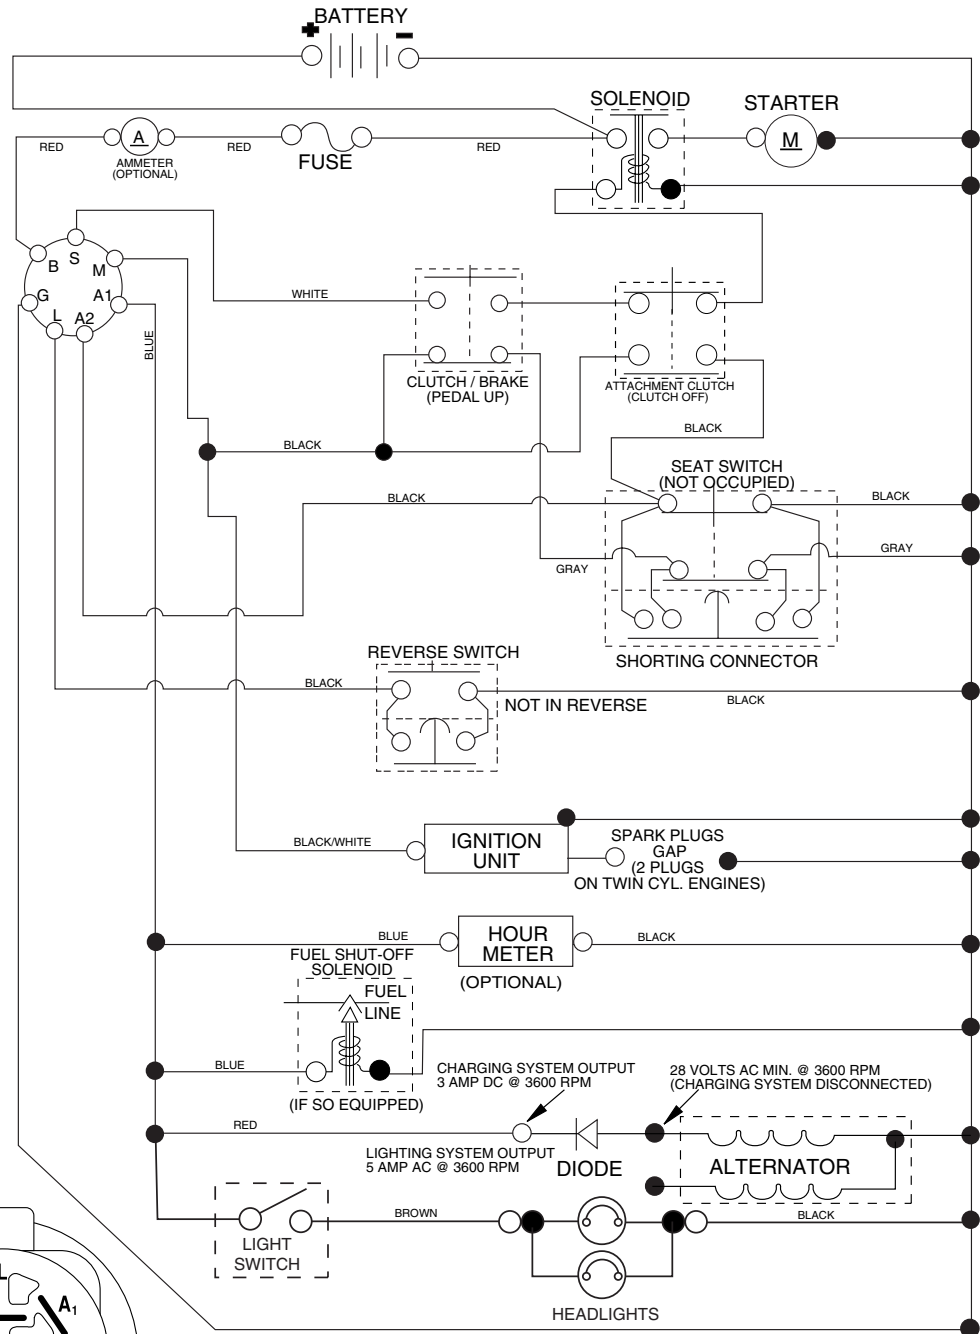 BATTERY
+ -
SOLENOID
STARTER
RED
A
RED
RED
M
AMMETER
(OPTIONAL)
FUSE
B
S
M
G
A1
L
A2
WHITE
BLUE
CLUTCH / BRAKE
(PEDAL UP)
ATTACHMENT CLUTCH
(CLUTCH OFF)
BLACK
BLACK
SEAT SWITCH
(NOT OCCUPIED)
BLACK
BLACK
GRAY
GRAY
SHORTING CONNECTOR
REVERSE SWITCH
BLACK
NOT IN REVERSE
BLACK
BLACK/WHITE
IGNITION
UNIT
SPARK PLUGS
GAP
(2 PLUGS
ON TWIN CYL. ENGINES)
BLUE
HOUR
METER
BLACK
(OPTIONAL)
FUEL SHUT-OFF
SOLENOID
FUEL
LINE
BLUE
(IF SO EQUIPPED)
CHARGING SYSTEM OUTPUT
3 AMP DC @ 3600 RPM
28 VOLTS AC MIN. @ 3600 RPM
(CHARGING SYSTEM DISCONNECTED)
RED
LIGHTING SYSTEM OUTPUT
5 AMP AC @ 3600 RPM
DIODE
ALTERNATOR
LIGHT
SWITCH
BROWN
BLACK
HEADLIGHTS
L
A1